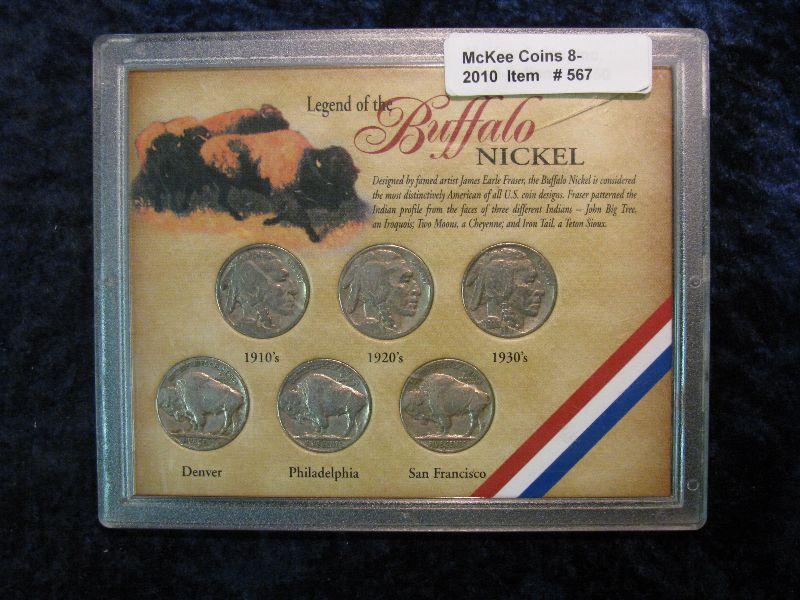 McKee Coins 8-
2010 Item # 567
Legend of the
Buffalo
NICKEL
Designed by famed artist James Earle Fraser, the Buffalo Nickel is considered
the most distinctively American of all U.S. coin designs. Fraser patterned the
Indian profile from the faces of three different Indians – John Big Tree,
an Iroquois; Two Moons, a Cheyenne; and Iron Tail, a Teton Sioux.
1910's
1920's
1930's
Denver
Philadelphia
San Francisco